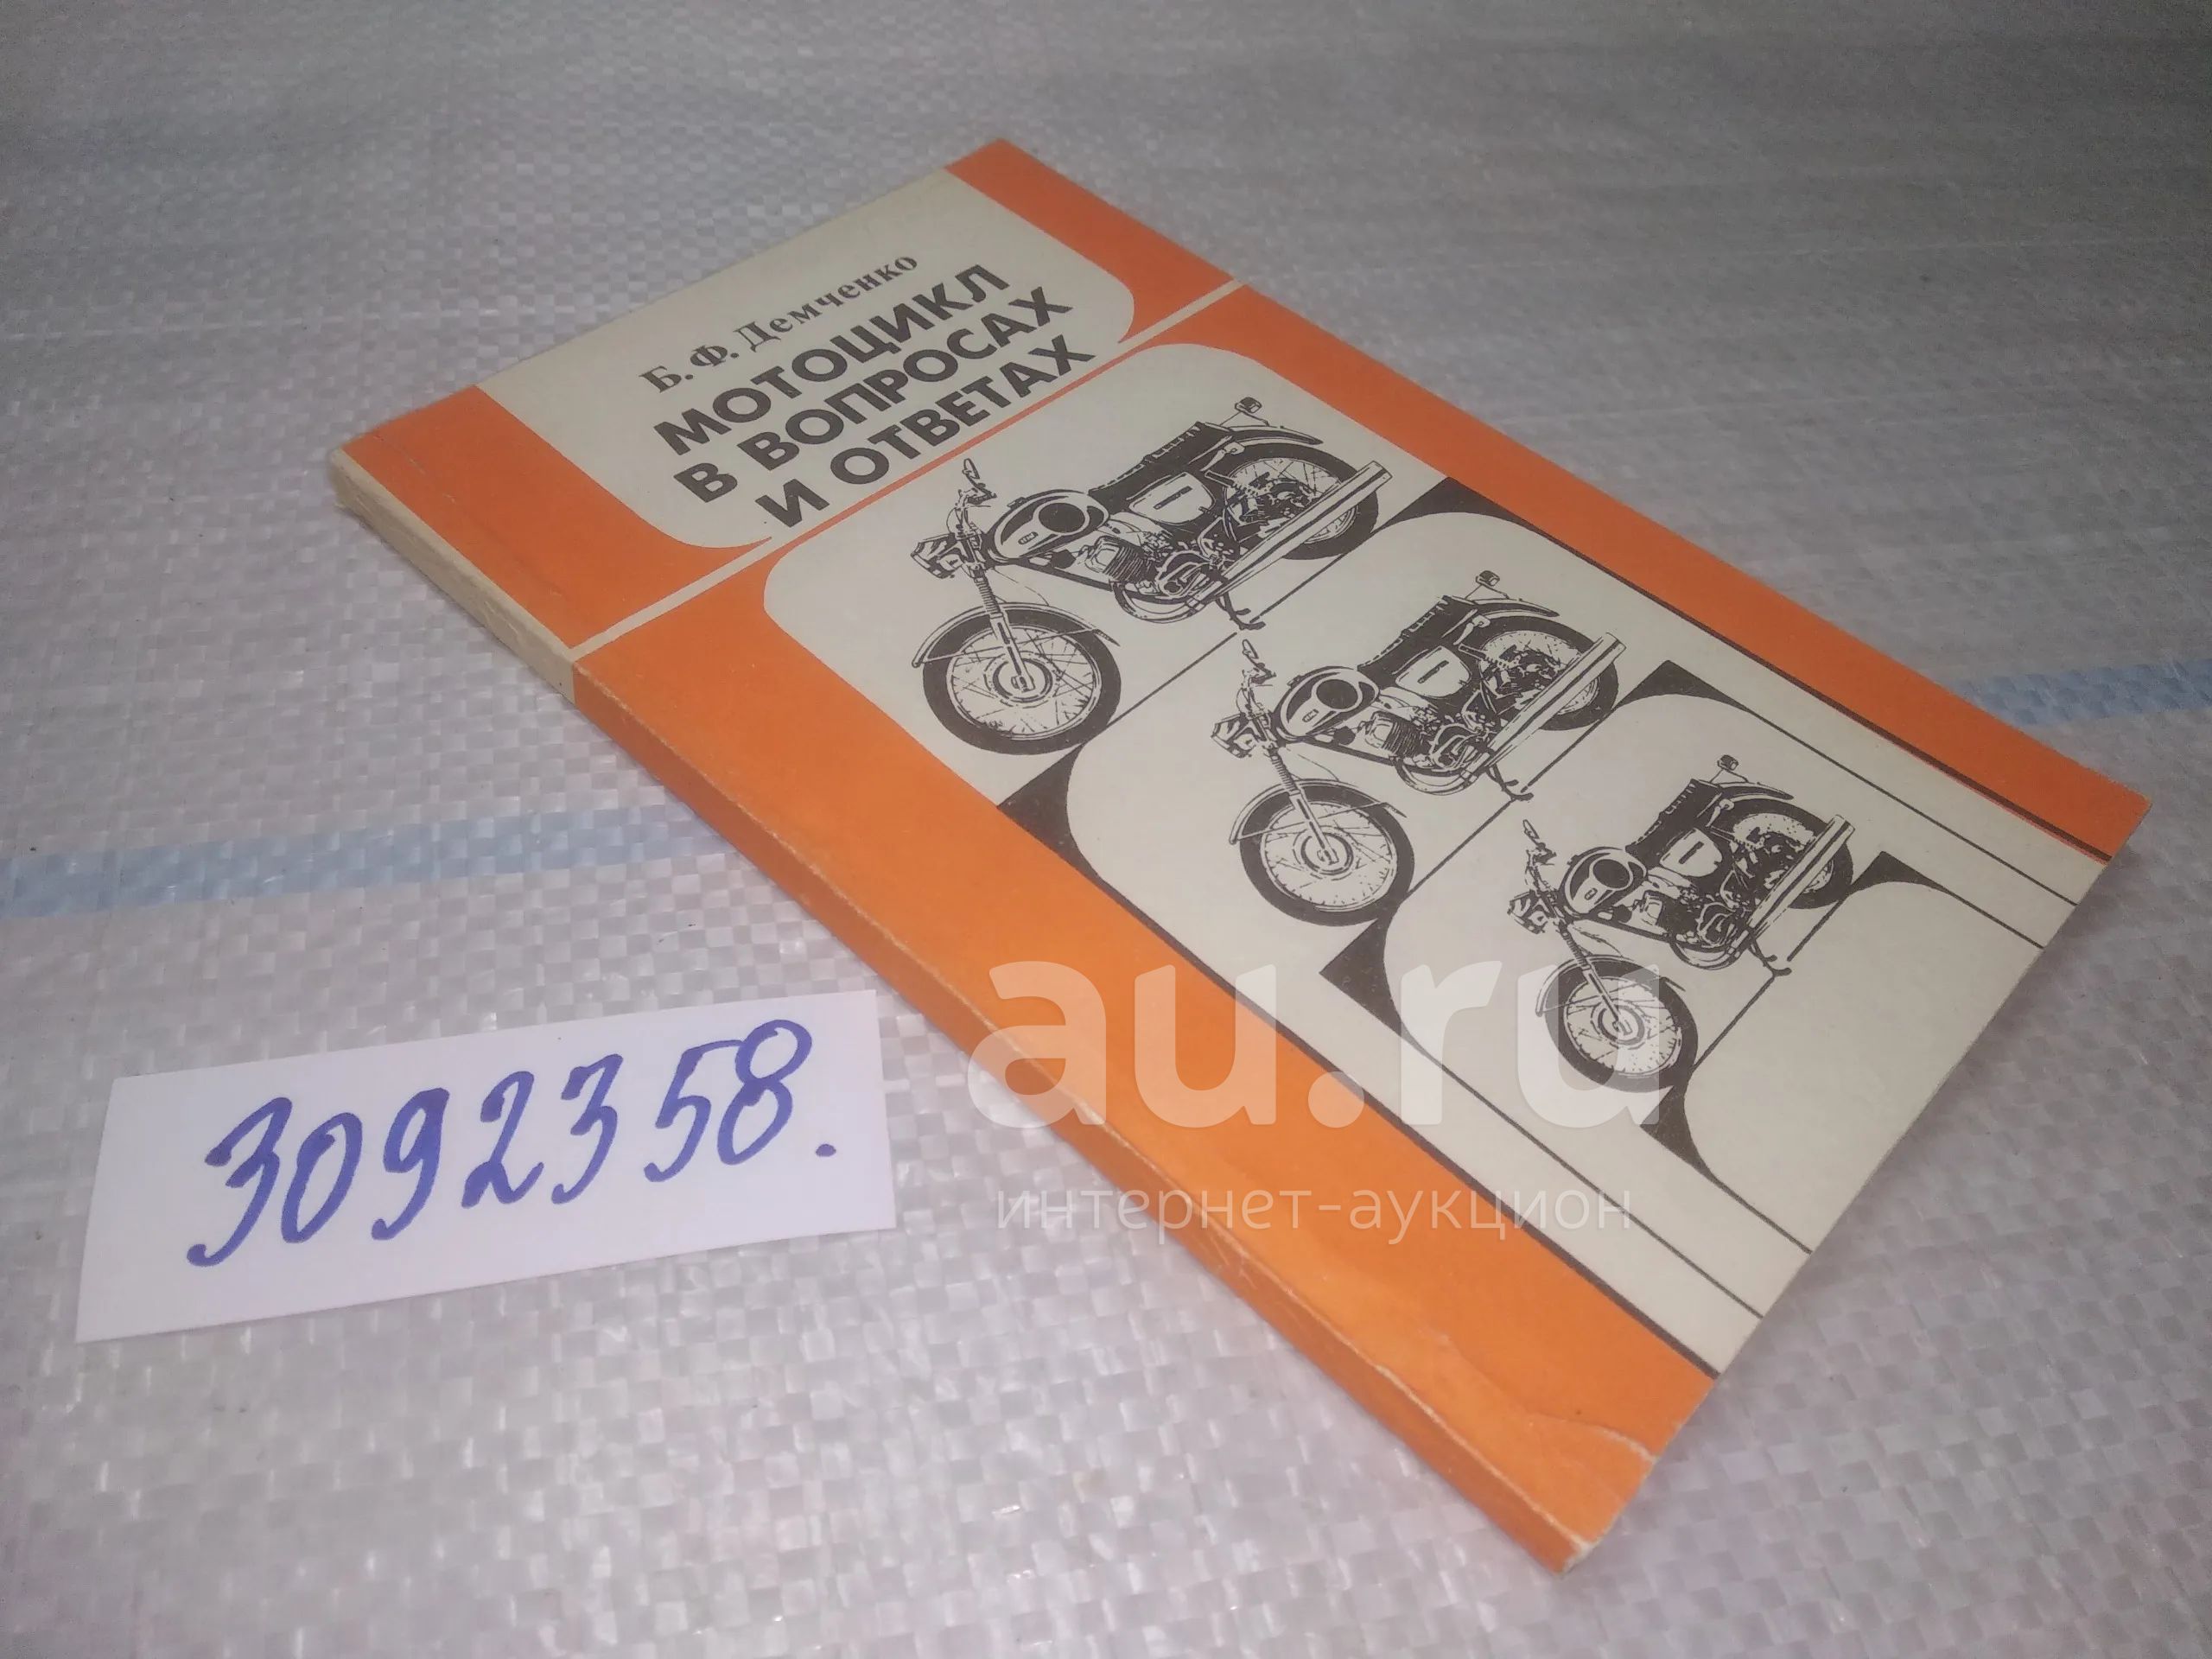 Б. Ф. Демченко
МОТОЦИКЛ
В ВОПРОСАХ
И ОТВЕТАХ
3092358.
au.ru
интернет-аукцион